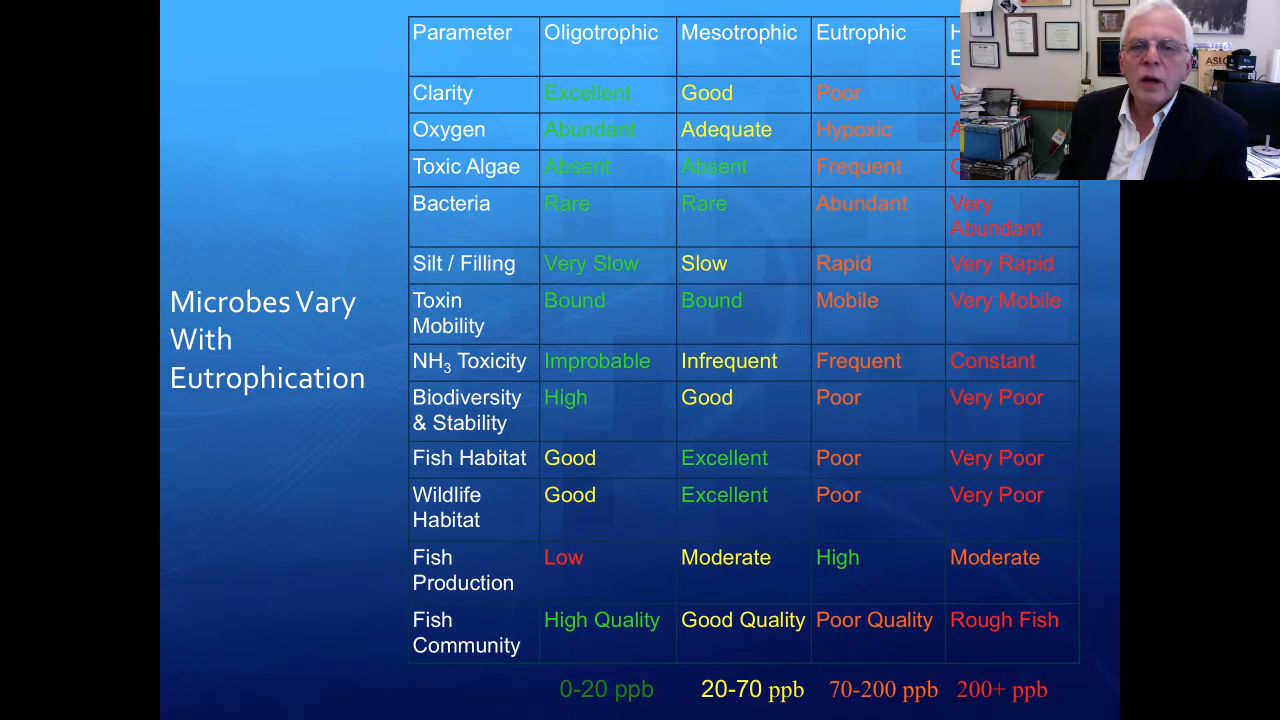 Microbes Vary
With
Eutrophication
Parameter Oligotrophic Mesotrophic Eutrophic H
E
Clarity Excellent Good Poor V
Oxygen Abundant Adequate Hypoxic A
Toxic Algae Absent Absent Frequent C
Bacteria Rare Rare Abundant Very
Abundant
Silt / Filling Very Slow Slow Rapid Very Rapid
Toxin Bound Bound Mobile Very Mobile
Mobility
NH₃ Toxicity Improbable Infrequent Frequent Constant
Biodiversity High Good Poor Very Poor
& Stability
Fish Habitat Good Excellent Poor Very Poor
Wildlife Good Excellent Poor Very Poor
Habitat
Fish Low Moderate High Moderate
Production
Fish High Quality Good Quality Poor Quality Rough Fish
Community
0-20 ppb 20-70 ppb 70-200 ppb 200+ ppb